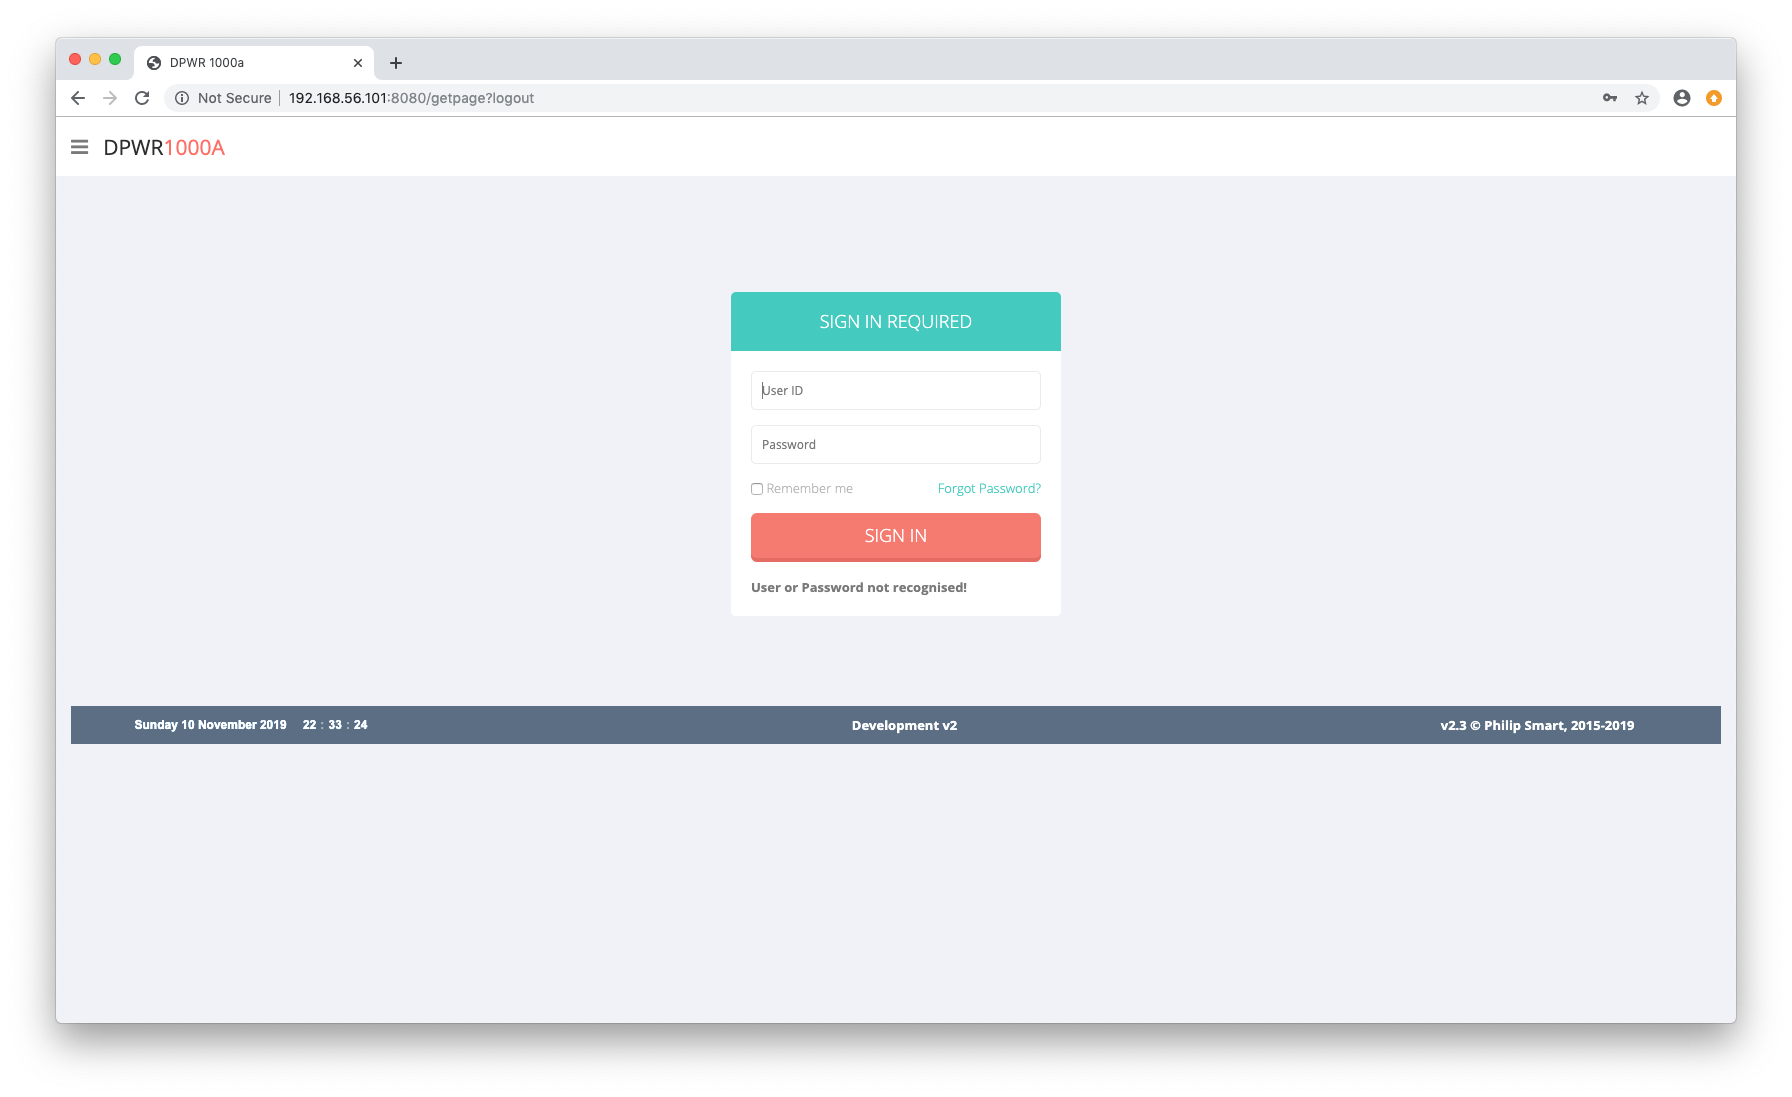 DPWR 1000a
Not Secure 192.168.56.101:8080/getpage?logout
DPWR1000A
SIGN IN REQUIRED
User ID
Password
Remember me Forgot Password?
SIGN IN
User or Password not recognised!
Sunday 10 November 2019 22 : 33 : 24 Development v2 v2.3 © Philip Smart, 2015-2019